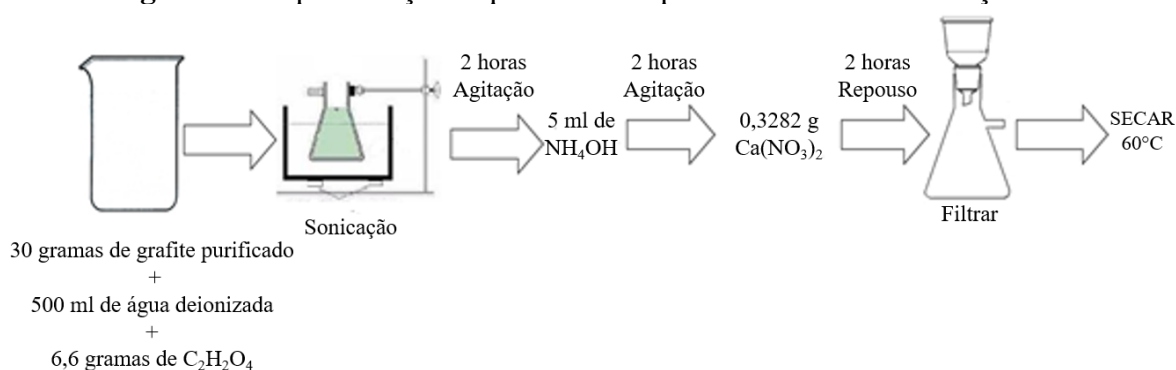 30 gramas de grafite purificado
+
500 ml de água deionizada
+
6,6 gramas de C₂H₂O₄
Sonicação
2 horas
Agitação
5 ml de
NH₄OH
2 horas
Agitação
0,3282 g
Ca(NO₃)₂
2 horas
Repouso
Filtrar
SECAR
60°C